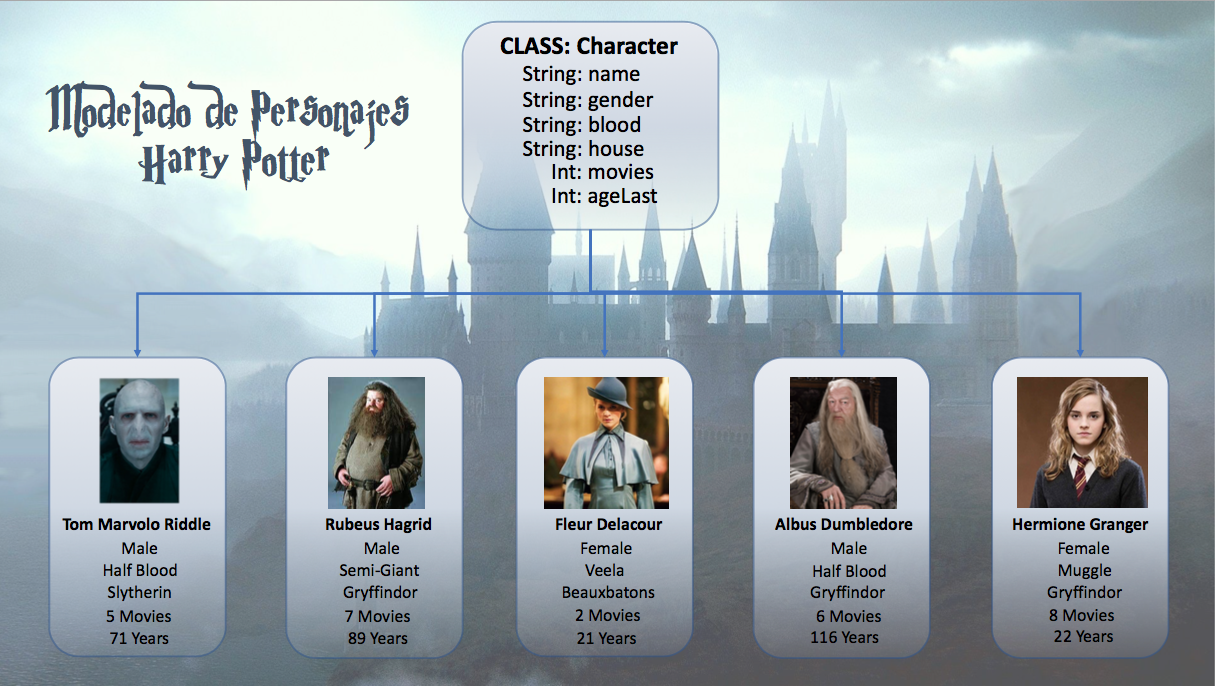 Modelado de Personajes
Harry Potter
CLASS: Character
String: name
String: gender
String: blood
String: house
Int: movies
Int: ageLast
Tom Marvolo Riddle
Male
Half Blood
Slytherin
5 Movies
71 Years
Rubeus Hagrid
Male
Semi-Giant
Gryffindor
7 Movies
89 Years
Fleur Delacour
Female
Veela
Beauxbatons
2 Movies
21 Years
Albus Dumbledore
Male
Half Blood
Gryffindor
6 Movies
116 Years
Hermione Granger
Female
Muggle
Gryffindor
8 Movies
22 Years